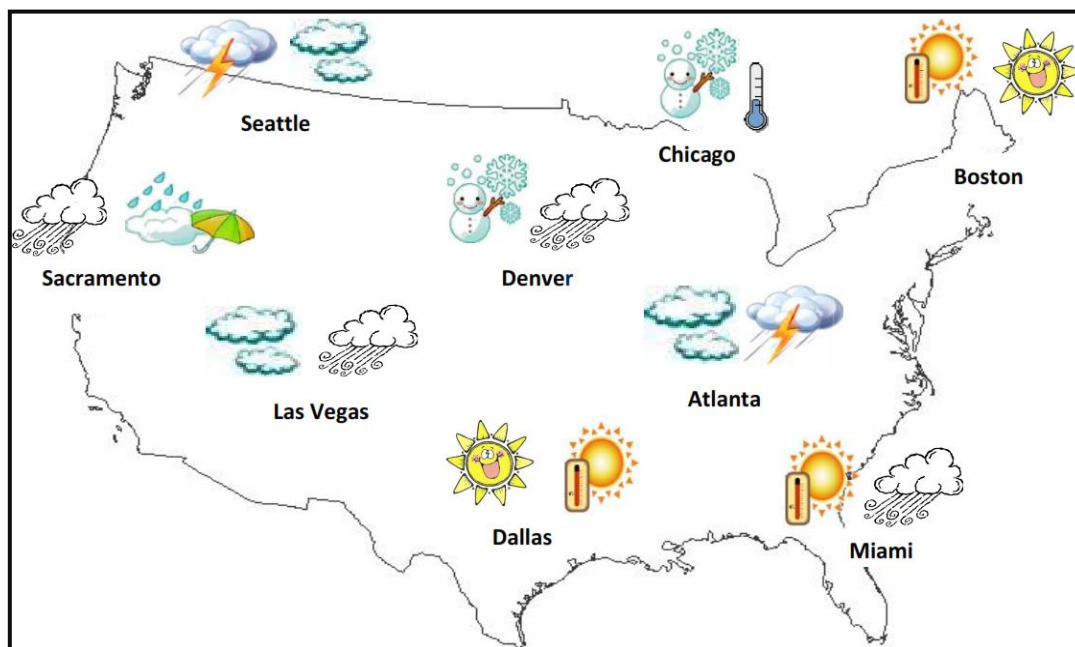 Seattle
Chicago
Boston
Sacramento
Denver
Las Vegas
Atlanta
Dallas
Miami